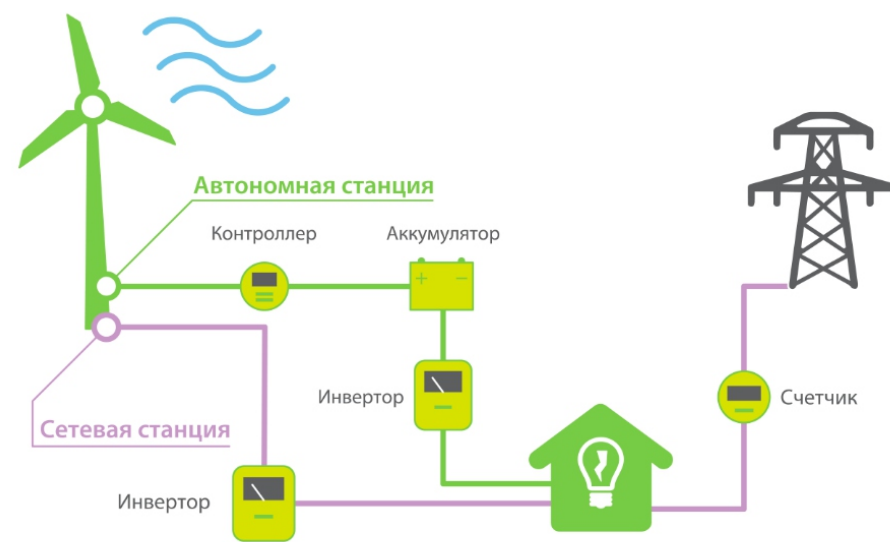 Автономная станция
Контроллер
Аккумулятор
+ −
Инвертор
Счетчик
Сетевая станция
Инвертор